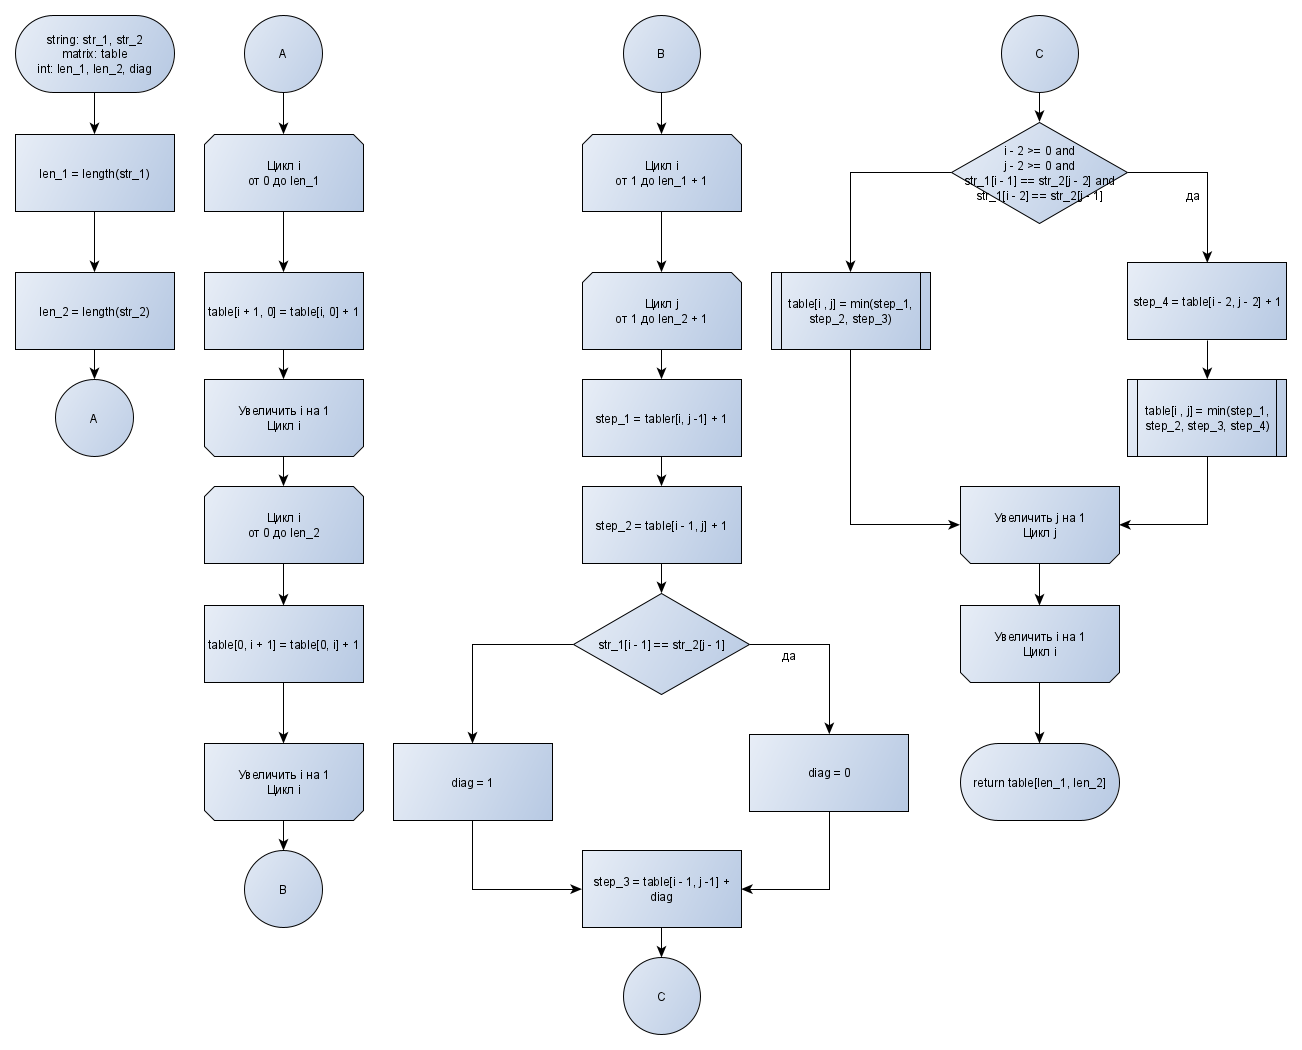 string: str_1, str_2
matrix: table
int: len_1, len_2, diag
len_1 = length(str_1)
len_2 = length(str_2)
A
A
Цикл i
от 0 до len_1
table[i + 1, 0] = table[i, 0] + 1
Увеличить i на 1
Цикл i
Цикл i
от 0 до len_2
table[0, i + 1] = table[0, i] + 1
Увеличить i на 1
Цикл i
B
B
Цикл i
от 1 до len_1 + 1
Цикл j
от 1 до len_2 + 1
step_1 = tabler[i, j -1] + 1
step_2 = table[i - 1, j] + 1
str_1[i - 1] == str_2[j - 1]
да
diag = 1
diag = 0
step_3 = table[i - 1, j -1] +
diag
C
C
i - 2 >= 0 and
j - 2 >= 0 and
str_1[i - 1] == str_2[j - 2] and
str_1[i - 2] == str_2[j - 1]
да
table[i , j] = min(step_1,
step_2, step_3)
step_4 = table[i - 2, j - 2] + 1
table[i , j] = min(step_1,
step_2, step_3, step_4)
Увеличить j на 1
Цикл j
Увеличить i на 1
Цикл i
return table[len_1, len_2]